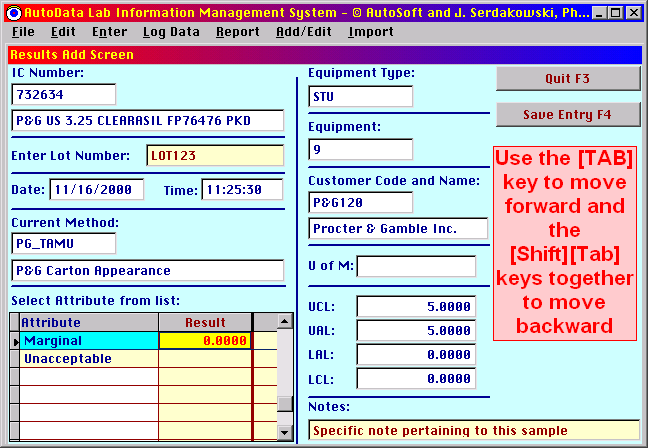 AutoData Lab Information Management System - © AutoSoft and J. Serdakowski, Ph...
File Edit Enter Log Data Report Add/Edit Import
Results Add Screen
IC Number:
732634
P&G US 3.25 CLEARASIL FP76476 PKD
Enter Lot Number: LOT123
Date: 11/16/2000 Time: 11:25:30
Current Method:
PG_TAMU
P&G Carton Appearance
Select Attribute from list:
Attribute Result
Marginal 0.0000
Unacceptable
Equipment Type:
STU
Equipment:
9
Customer Code and Name:
P&G120
Procter & Gamble Inc.
U of M:
UCL: 5.0000
UAL: 5.0000
LAL: 0.0000
LCL: 0.0000
Notes:
Specific note pertaining to this sample
Quit F3
Save Entry F4
Use the [TAB]
key to move
forward and
the
[Shift][Tab]
keys together
to move
backward